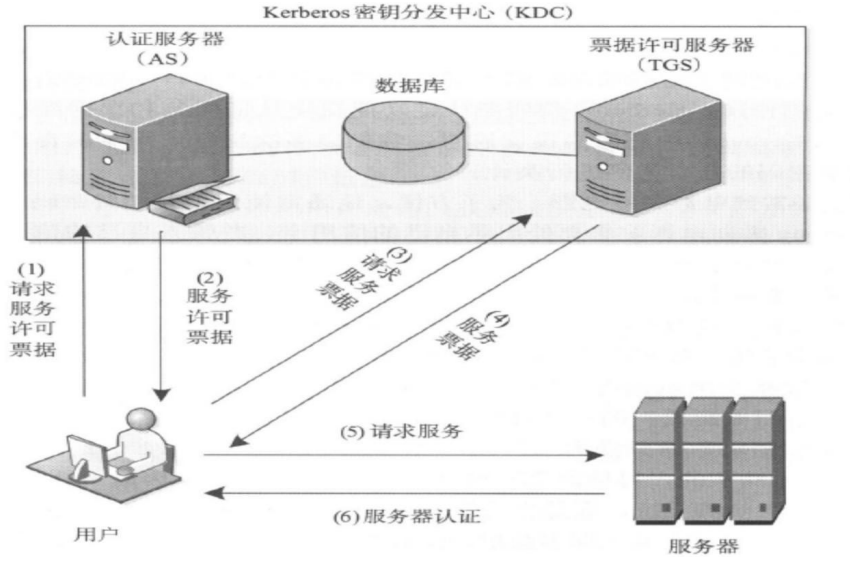 Kerberos密钥分发中心(KDC)
认证服务器
(AS)
数据库
票据许可服务器
(TGS)
(1)
请求
服务
许可
票据
(2)
服务
许可
票据
(3)
请求
服务
票据
(4)
服务
票据
(5)请求服务
(6)服务器认证
用户
服务器